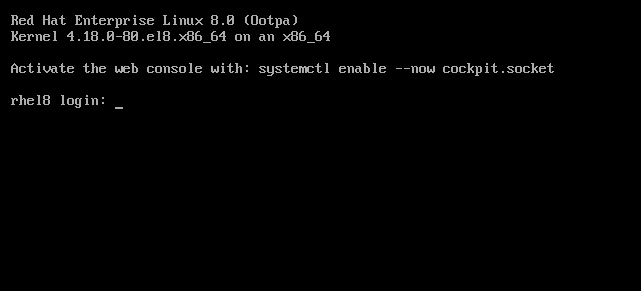 Red Hat Enterprise Linux 8.0 (Ootpa)
Kernel 4.18.0-80.el8.x86_64 on an x86_64
Activate the web console with: systemctl enable --now cockpit.socket
rhel8 login: _